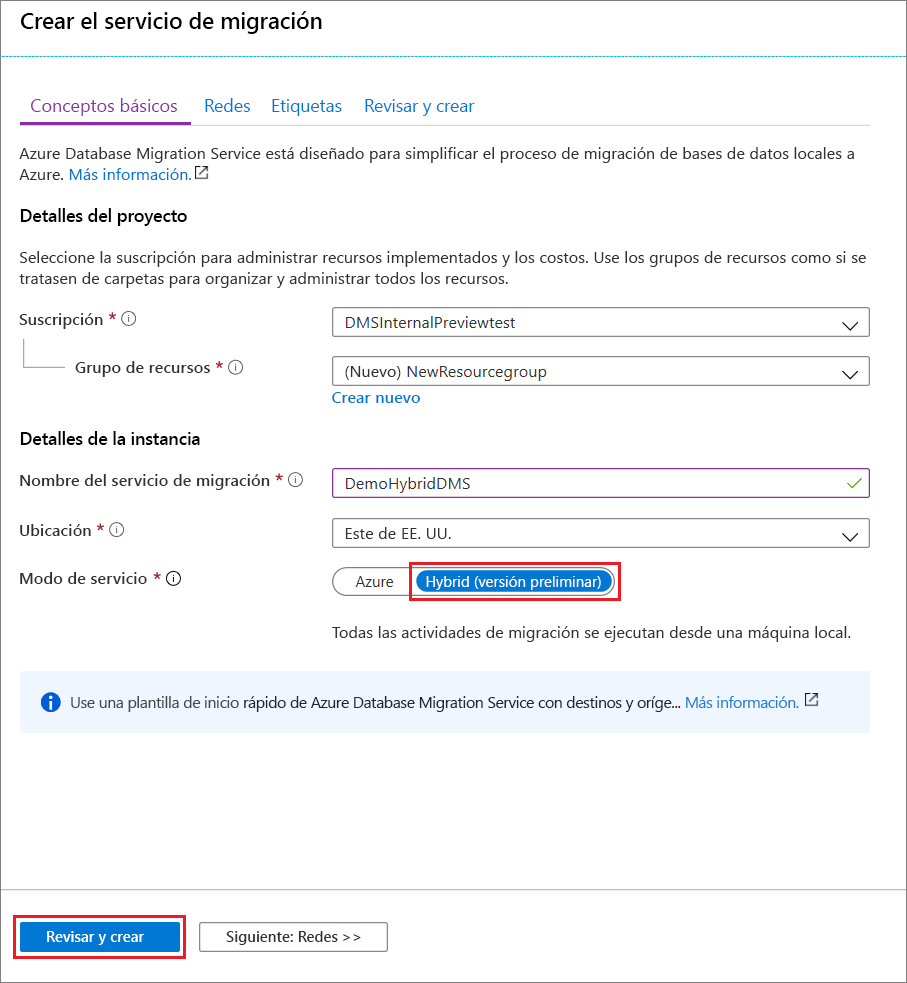 Crear el servicio de migración
Conceptos básicos Redes Etiquetas Revisar y crear
Azure Database Migration Service está diseñado para simplificar el proceso de migración de bases de datos locales a
Azure. Más información.
Detalles del proyecto
Seleccione la suscripción para administrar recursos implementados y los costos. Use los grupos de recursos como si se
tratasen de carpetas para organizar y administrar todos los recursos.
Suscripción * DMSInternalPreviewtest
Grupo de recursos * (Nuevo) NewResourcegroup
Crear nuevo
Detalles de la instancia
Nombre del servicio de migración * DemoHybridDMS
Ubicación * Este de EE. UU.
Modo de servicio * Azure Hybrid (versión preliminar)
Todas las actividades de migración se ejecutan desde una máquina local.
Use una plantilla de inicio rápido de Azure Database Migration Service con destinos y oríge... Más información.
Revisar y crear Siguiente: Redes >>